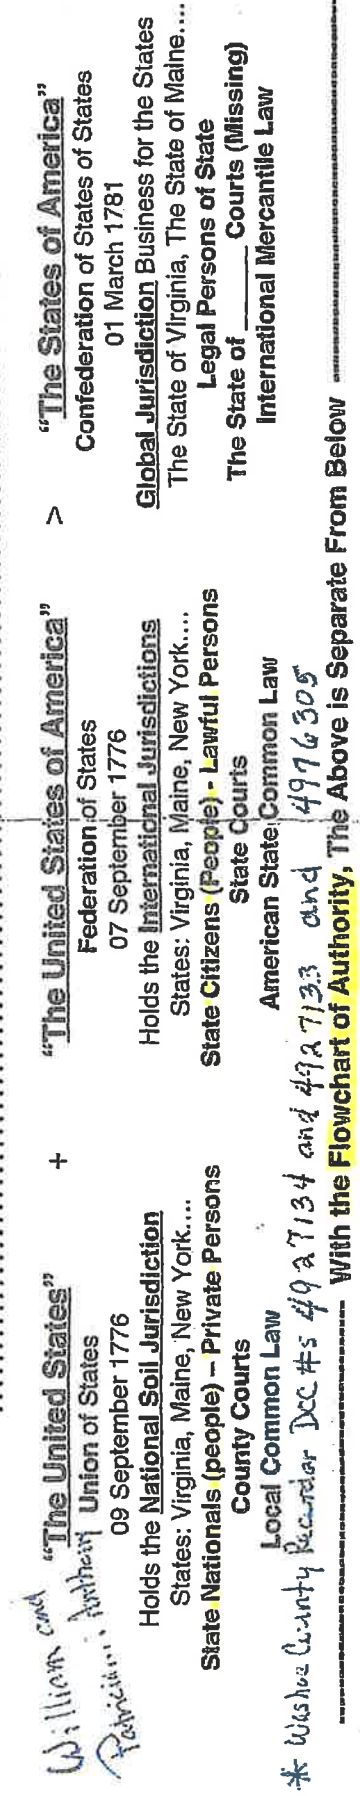 William and
Patricia: Anthony
"The United States"
Union of States
09 September 1776
Holds the National Soil Jurisdiction
States: Virginia, Maine, New York....
State Nationals (people) – Private Persons
County Courts
Local Common Law
+
"The United States of America"
Federation of States
07 September 1776
Holds the International Jurisdictions
States: Virginia, Maine, New York....
State Citizens (People) - Lawful Persons
State Courts
American State Common Law
>
"The States of America"
Confederation of States of States
01 March 1781
Global Jurisdiction Business for the States
The State of Virginia, The State of Maine....
Legal Persons of State
The State of ______ Courts (Missing)
International Mercantile Law
* Washoe County Recorder DCC #s 4927134 and 4927133 and 4976305
With the Flowchart of Authority, The Above is Separate From Below